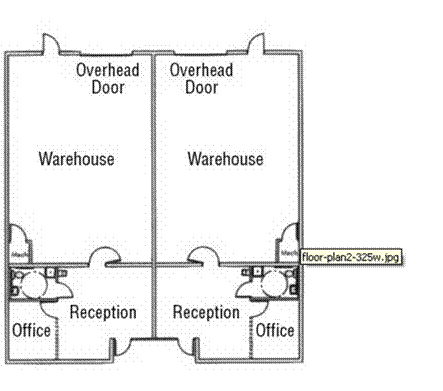 Overhead
Door
Overhead
Door
Warehouse
Warehouse
Mech
Mech
floor-plan2-325w.jpg
Reception
Reception
Office
Office